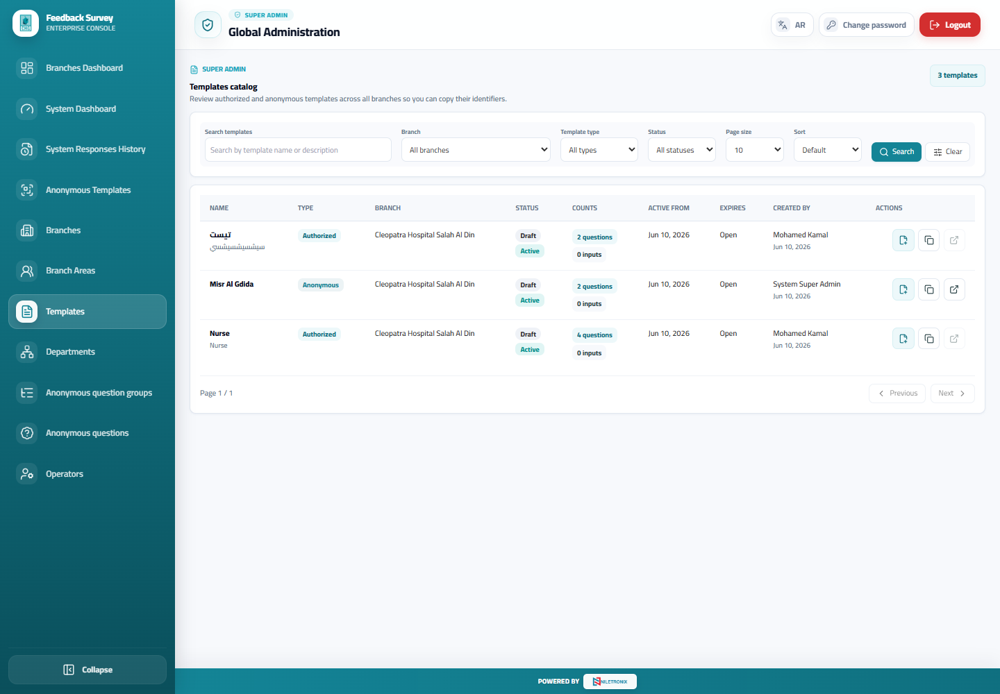 Feedback Survey
ENTERPRISE CONSOLE
Branches Dashboard
System Dashboard
System Responses History
Anonymous Templates
Branches
Branch Areas
Templates
Departments
Anonymous question groups
Anonymous questions
Operators
Collapse
SUPER ADMIN
Global Administration
AR
Change password
Logout
SUPER ADMIN
Templates catalog
Review authorized and anonymous templates across all branches so you can copy their identifiers.
3 templates
Search templates
Branch
Template type
Status
Page size
Sort
Search by template name or description
All branches
All types
All statuses
10
Default
Search
Clear
NAME TYPE BRANCH STATUS COUNTS ACTIVE FROM EXPIRES CREATED BY ACTIONS
تيست Authorized Cleopatra Hospital Salah Al Din Draft 2 questions Jun 10, 2026 Open Mohamed Kamal
سيشسيشسيشسي Active 0 inputs Jun 10, 2026
Misr Al Gdida Anonymous Cleopatra Hospital Salah Al Din Draft 2 questions Jun 10, 2026 Open System Super Admin
Active 0 inputs Jun 10, 2026
Nurse Authorized Cleopatra Hospital Salah Al Din Draft 4 questions Jun 10, 2026 Open Mohamed Kamal
Nurse Active 0 inputs Jun 10, 2026
Page 1 / 1
Previous
Next
POWERED BY
NILETRONIX